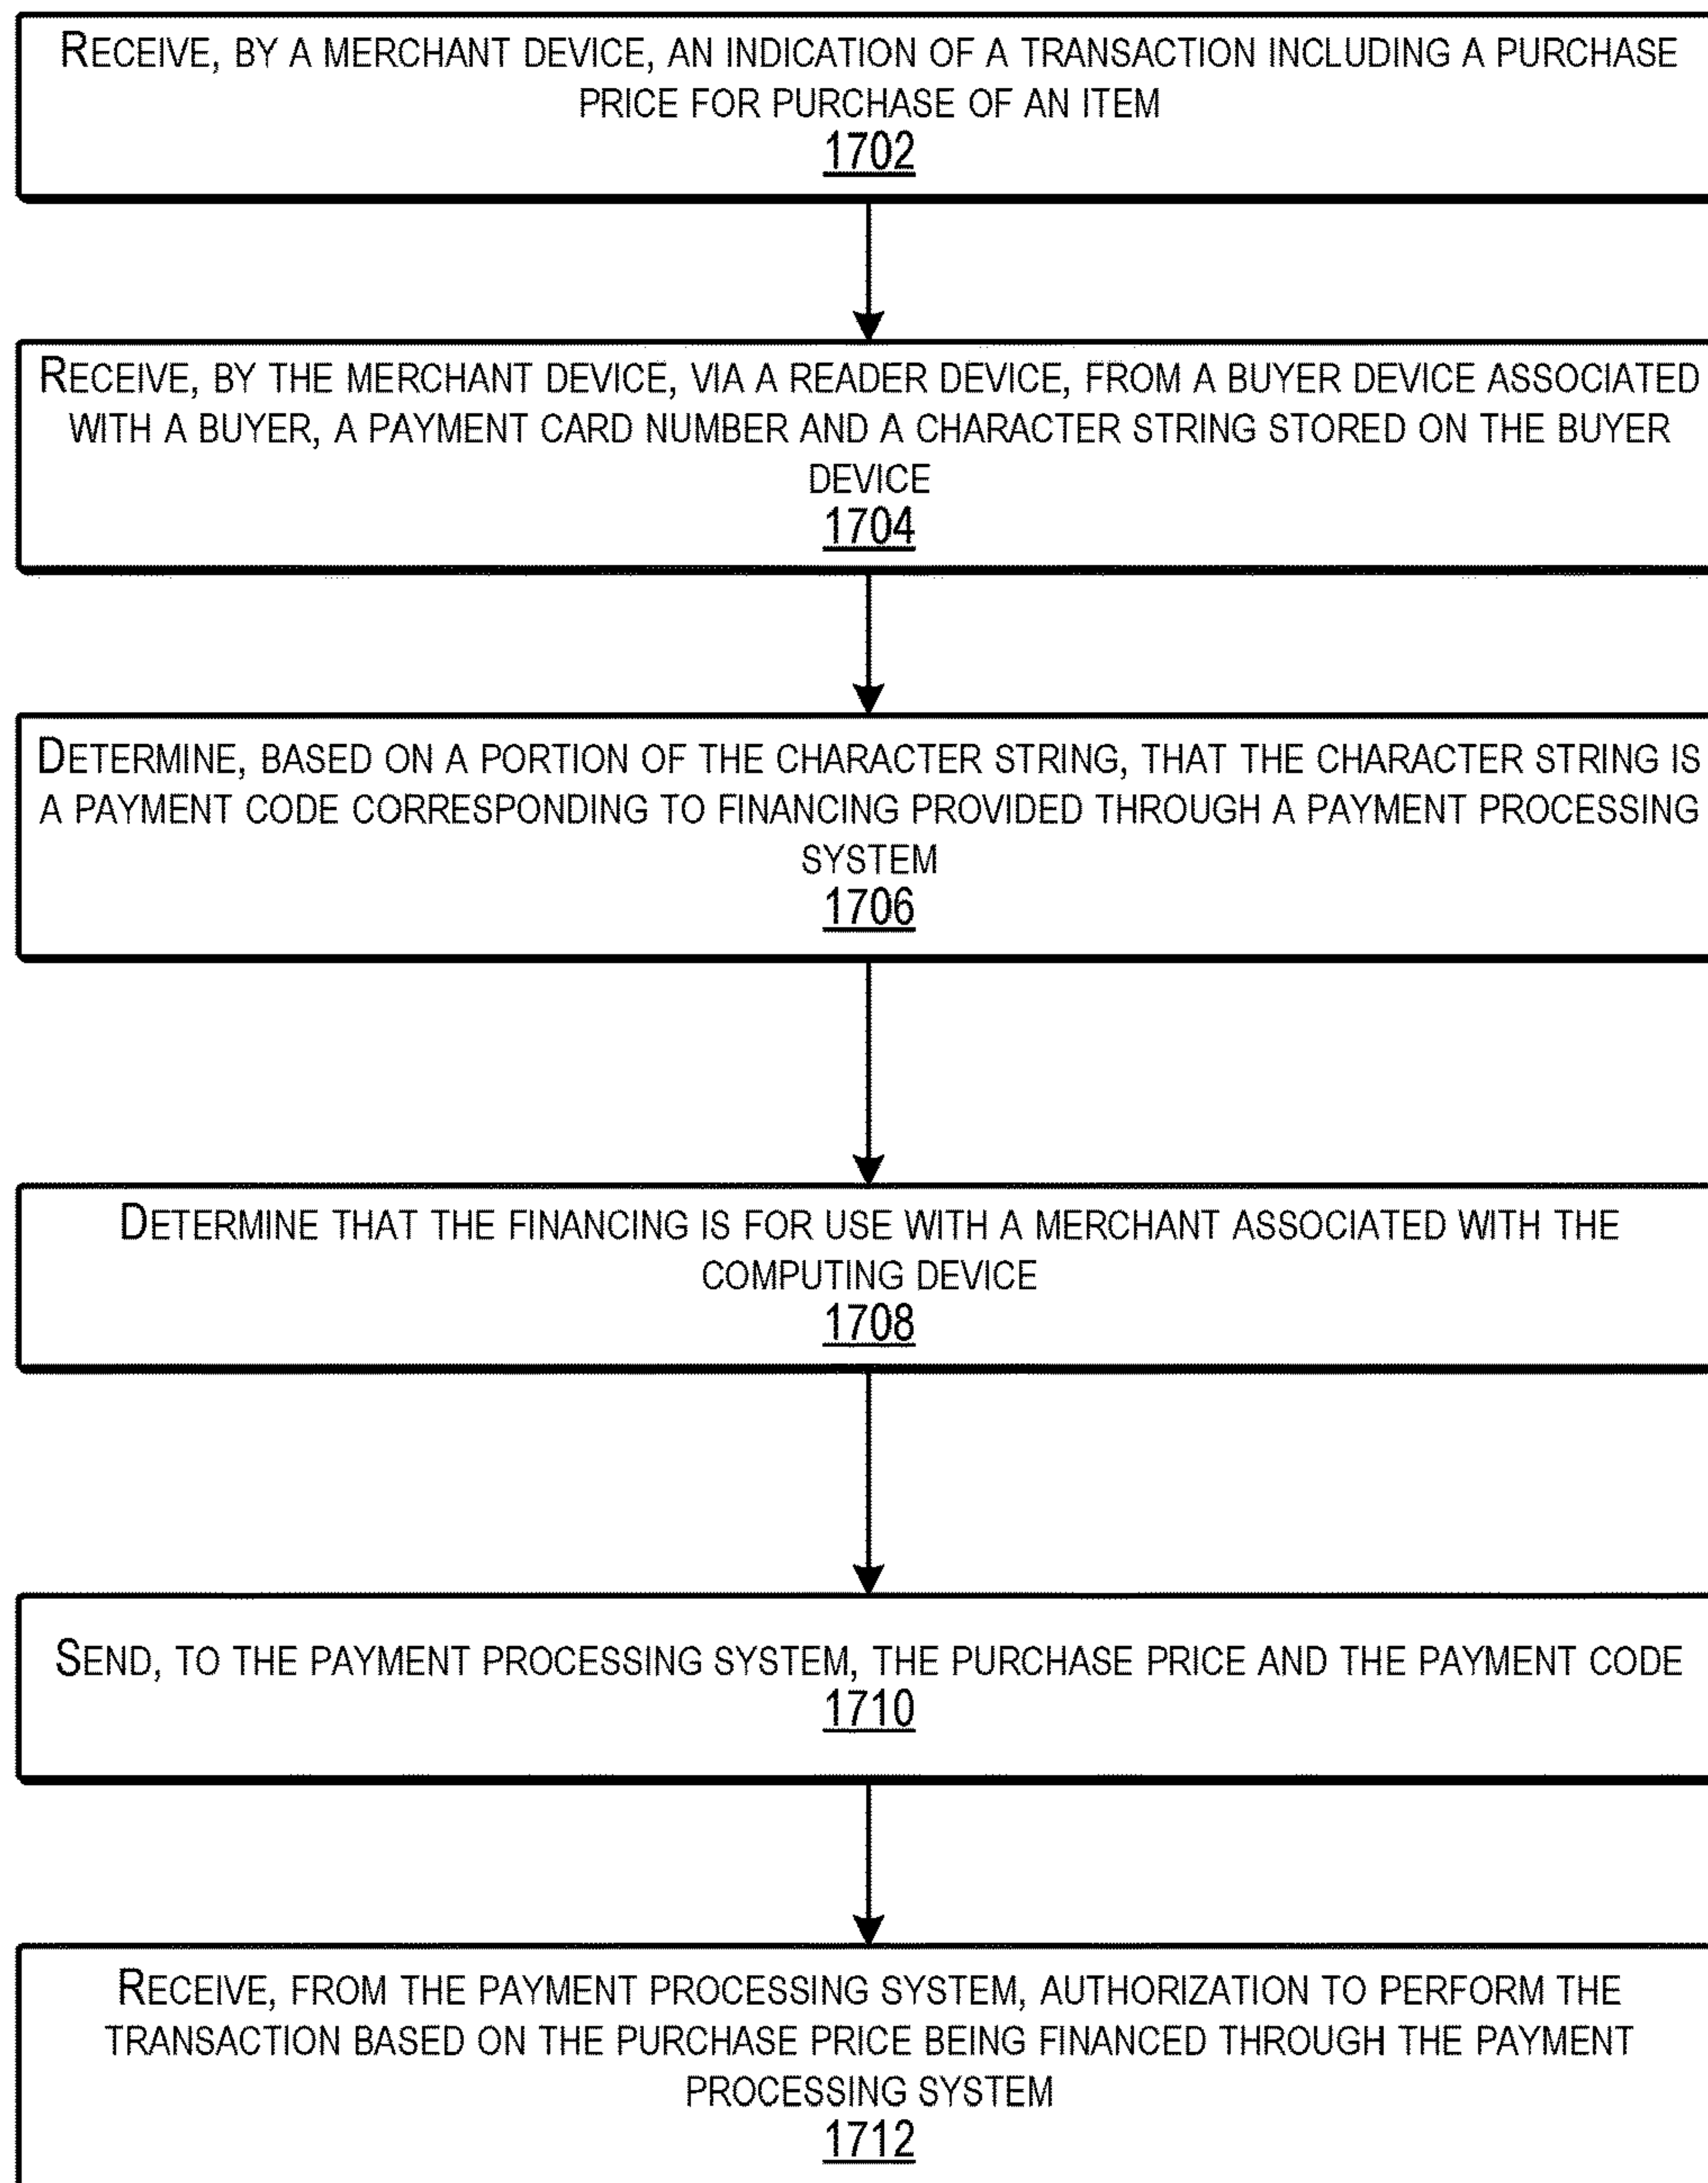 RECEIVE, BY A MERCHANT DEVICE, AN INDICATION OF A TRANSACTION INCLUDING A PURCHASE
PRICE FOR PURCHASE OF AN ITEM
1702
RECEIVE, BY THE MERCHANT DEVICE, VIA A READER DEVICE, FROM A BUYER DEVICE ASSOCIATED
WITH A BUYER, A PAYMENT CARD NUMBER AND A CHARACTER STRING STORED ON THE BUYER
DEVICE
1704
DETERMINE, BASED ON A PORTION OF THE CHARACTER STRING, THAT THE CHARACTER STRING IS
A PAYMENT CODE CORRESPONDING TO FINANCING PROVIDED THROUGH A PAYMENT PROCESSING
SYSTEM
1706
DETERMINE THAT THE FINANCING IS FOR USE WITH A MERCHANT ASSOCIATED WITH THE
COMPUTING DEVICE
1708
SEND, TO THE PAYMENT PROCESSING SYSTEM, THE PURCHASE PRICE AND THE PAYMENT CODE
1710
RECEIVE, FROM THE PAYMENT PROCESSING SYSTEM, AUTHORIZATION TO PERFORM THE
TRANSACTION BASED ON THE PURCHASE PRICE BEING FINANCED THROUGH THE PAYMENT
PROCESSING SYSTEM
1712